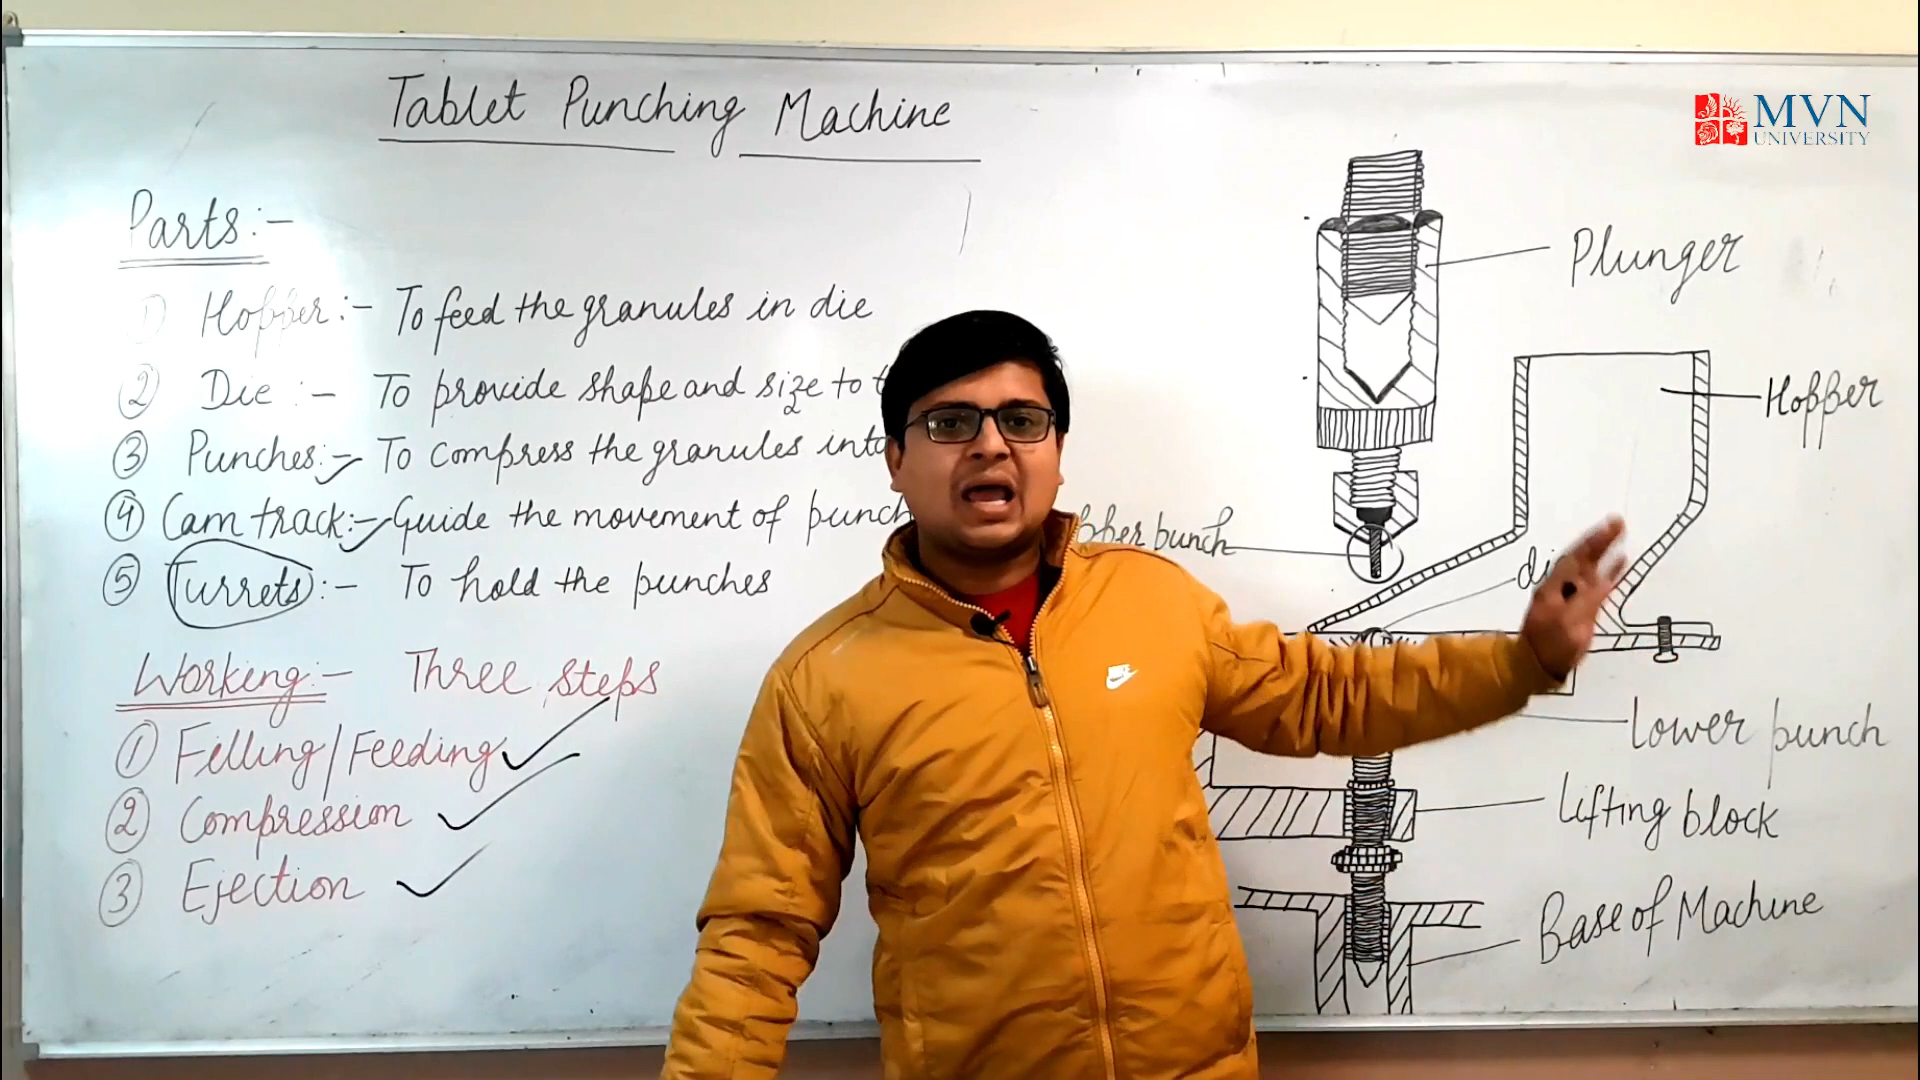 Tablet Punching Machine
MVN
UNIVERSITY
Parts:-
1) Hopper:- To feed the granules in die
2 Die :- To provide shape and size to
3 Punches:- To compress the granules into
4 Cam track:- Guide the movement of punch
5 Turrets:- To hold the punches
Working:- Three steps
1 Filling/Feeding
2 Compression
3 Ejection
Plunger
Hopper
punch
Lower punch
Lifting block
Base of Machine